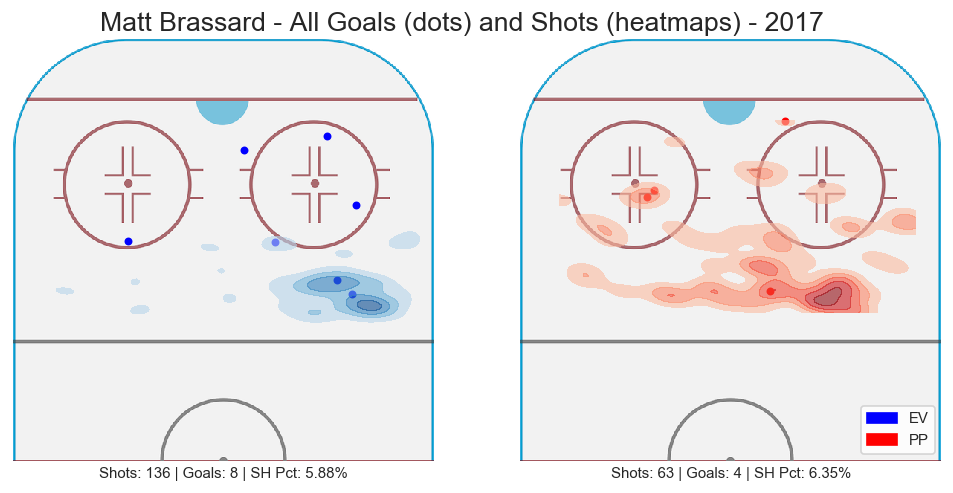 Matt Brassard - All Goals (dots) and Shots (heatmaps) - 2017
EV
PP
Shots: 136 | Goals: 8 | SH Pct: 5.88%
Shots: 63 | Goals: 4 | SH Pct: 6.35%